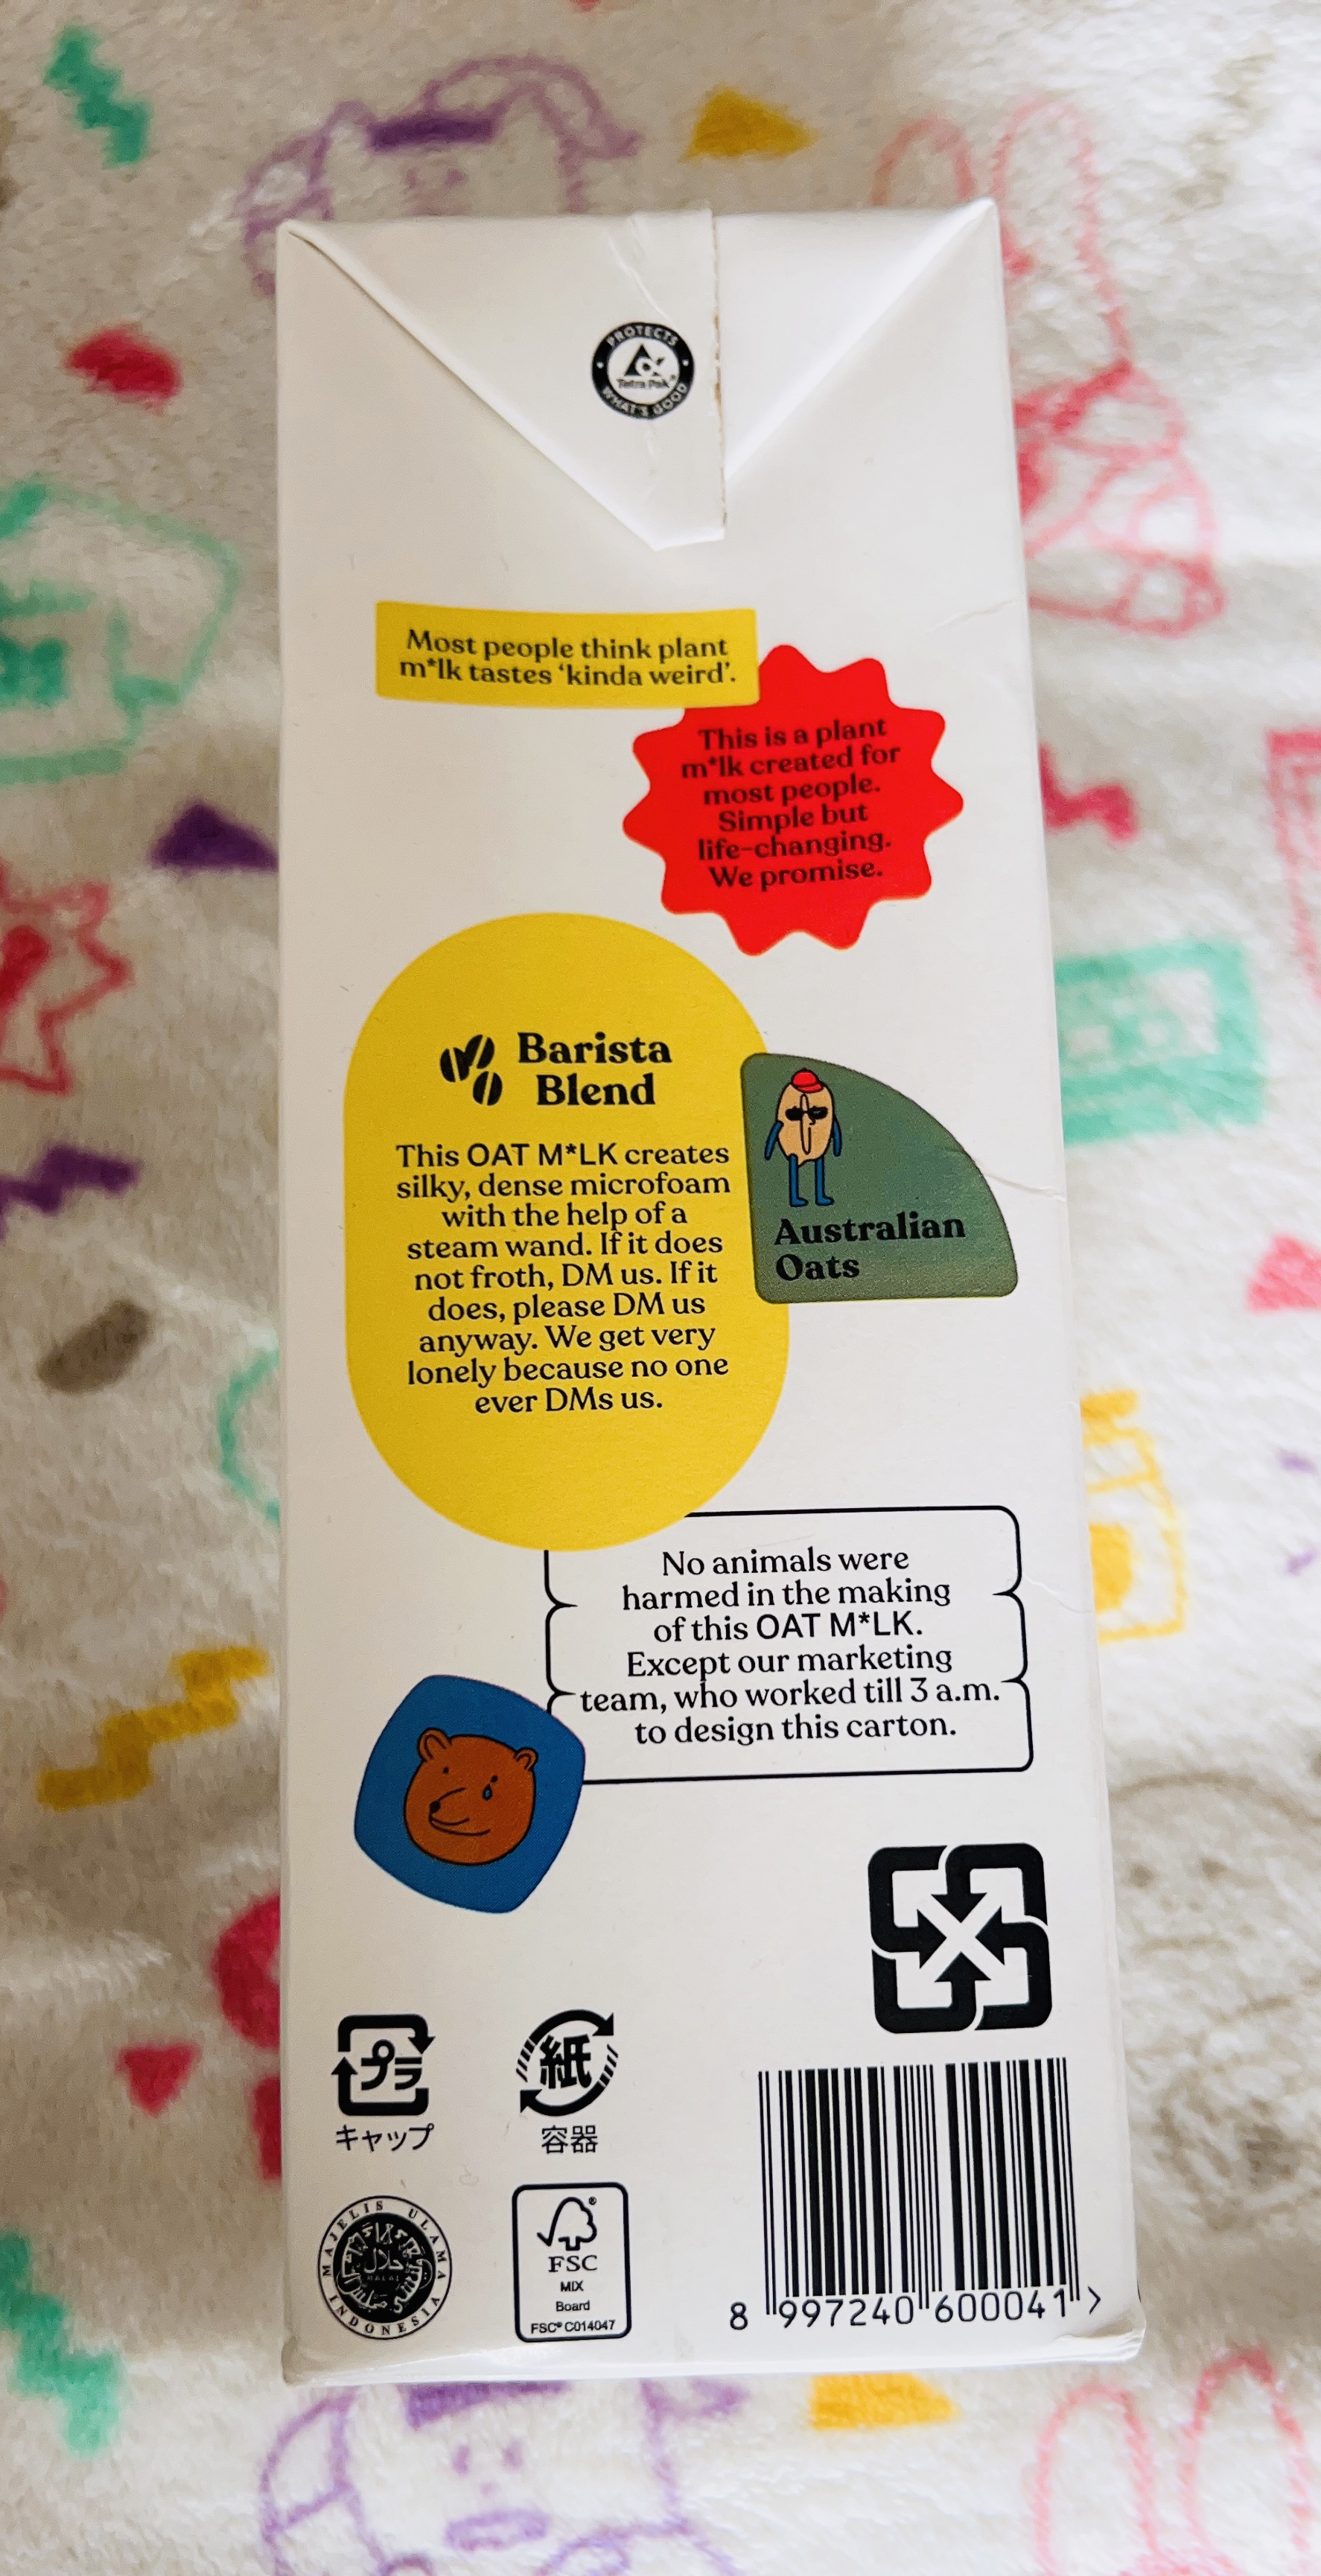 PROTECTS
Tetra Pak®
WHAT'S GOOD
Most people think plant
m*lk tastes ‘kinda weird’.
This is a plant
m*lk created for
most people.
Simple but
life-changing.
We promise.
Barista
Blend
This OAT M*LK creates
silky, dense microfoam
with the help of a
steam wand. If it does
not froth, DM us. If it
does, please DM us
anyway. We get very
lonely because no one
ever DMs us.
Australian
Oats
No animals were
harmed in the making
of this OAT M*LK.
Except our marketing
team, who worked till 3 a.m.
to design this carton.
プラ
キャップ
紙
容器
MAJELIS ULAMA
حلال
HALAL
INDONESIA
®
FSC
MIX
Board
FSC® C014047
8 997240 600041 >